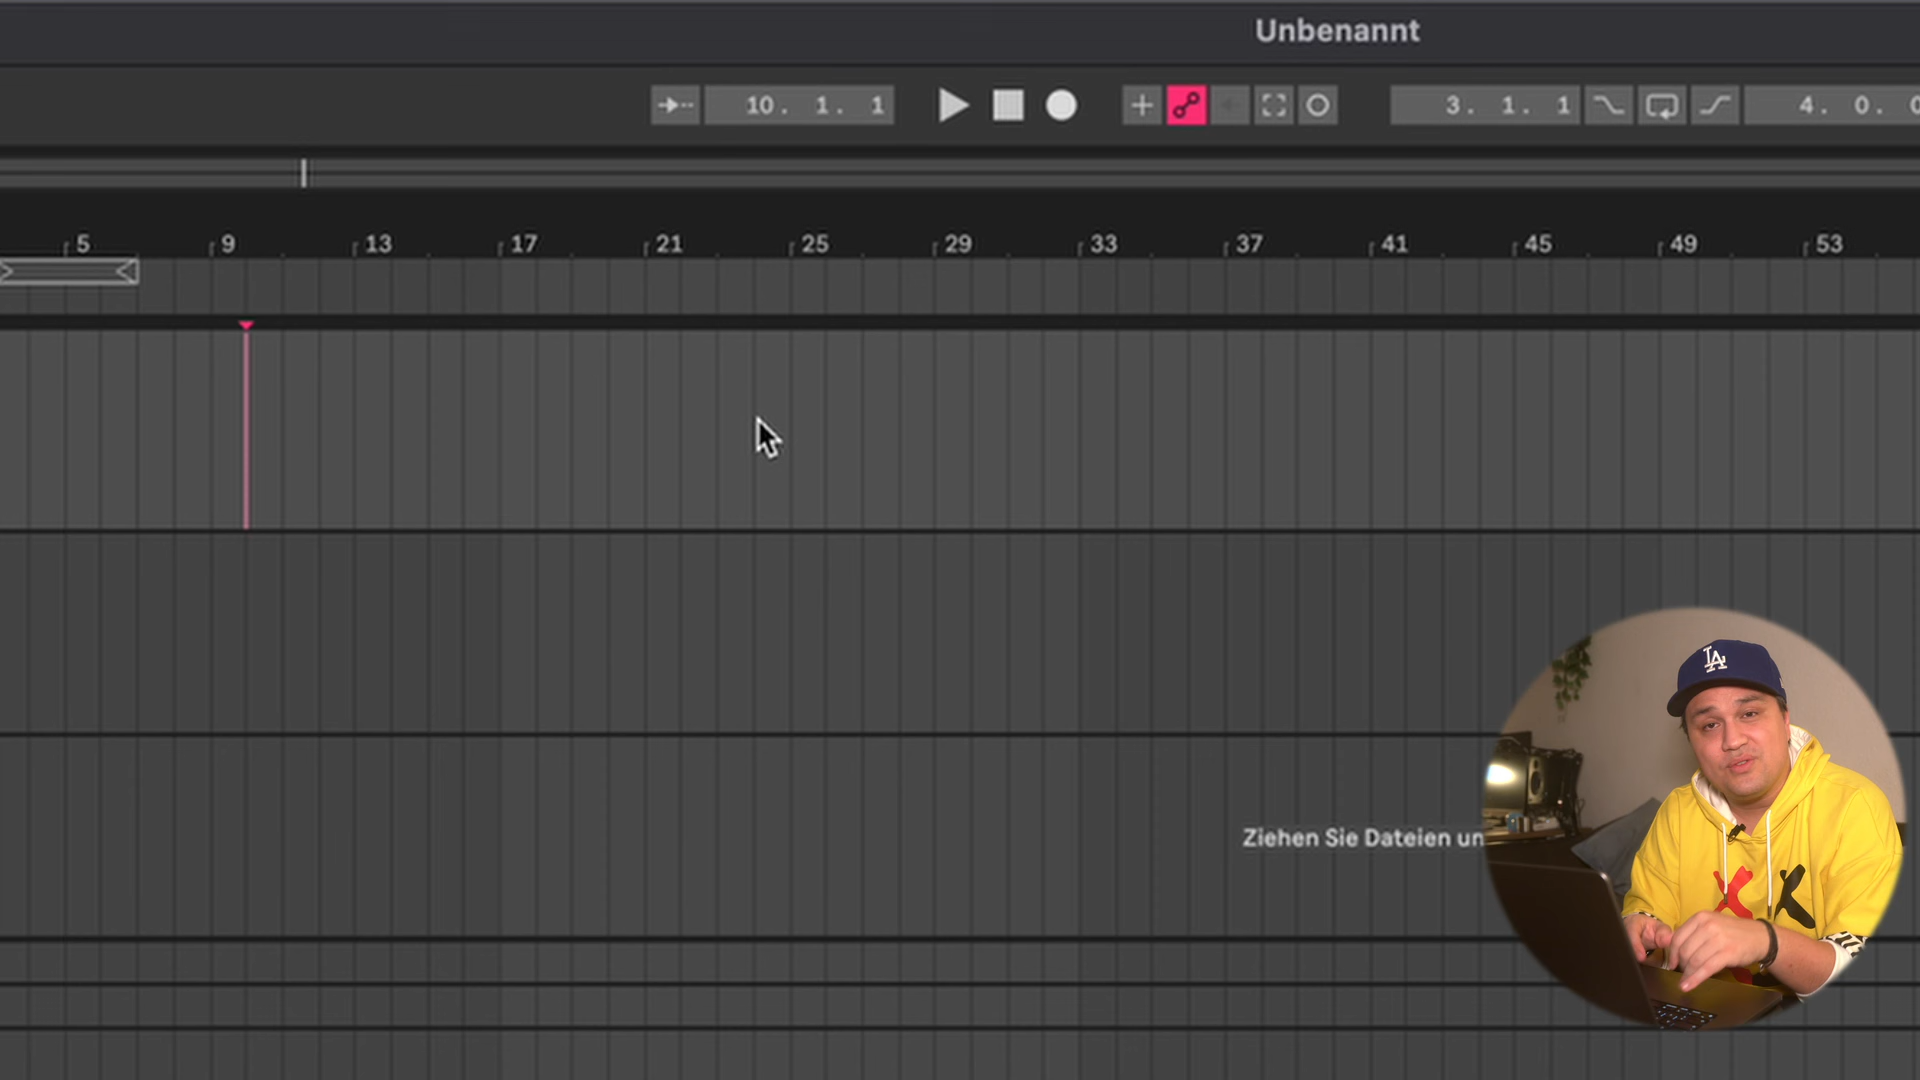 Unbenannt
10. 1. 1
3. 1. 1
4. 0. 0
5 9 13 17 21 25 29 33 37 41 45 49 53
Ziehen Sie Dateien un
LA